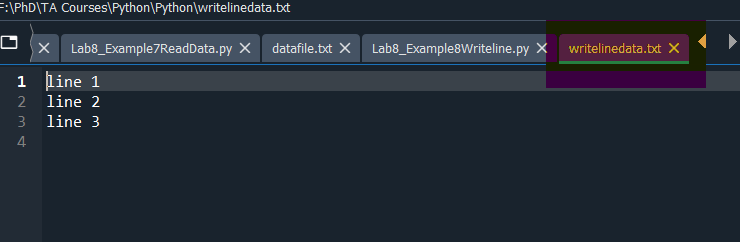 F:\PhD\TA Courses\Python\Python\writelinedata.txt
Lab8_Example7ReadData.py datafile.txt Lab8_Example8Writeline.py writelinedata.txt
1 line 1
2 line 2
3 line 3
4